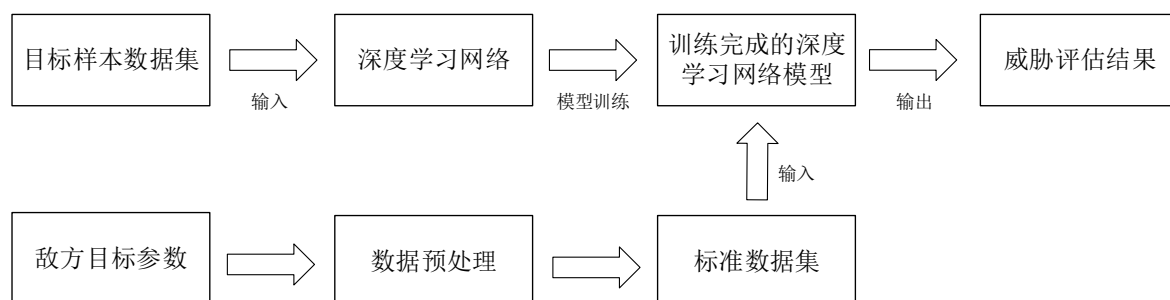 目标样本数据集
输入
深度学习网络
模型训练
训练完成的深度
学习网络模型
输出
威胁评估结果
输入
敌方目标参数
数据预处理
标准数据集